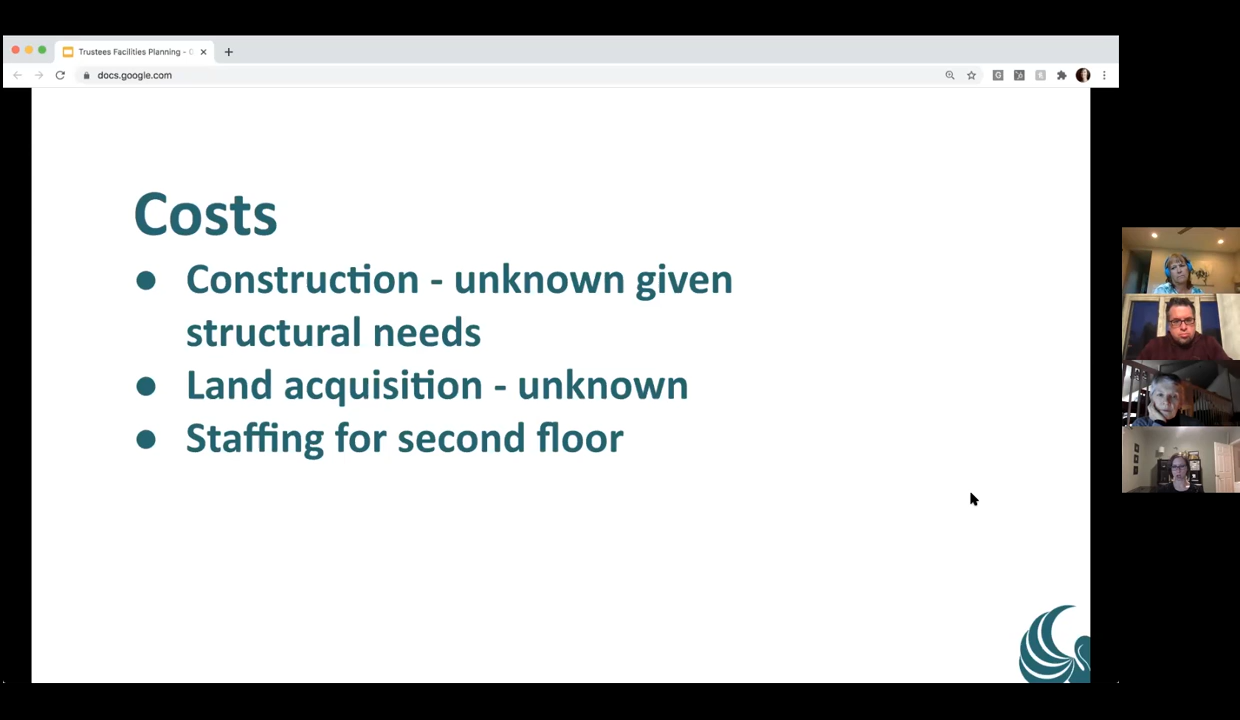 Trustees Facilities Planning -
docs.google.com
Costs
● Construction - unknown given
structural needs
● Land acquisition - unknown
● Staffing for second floor